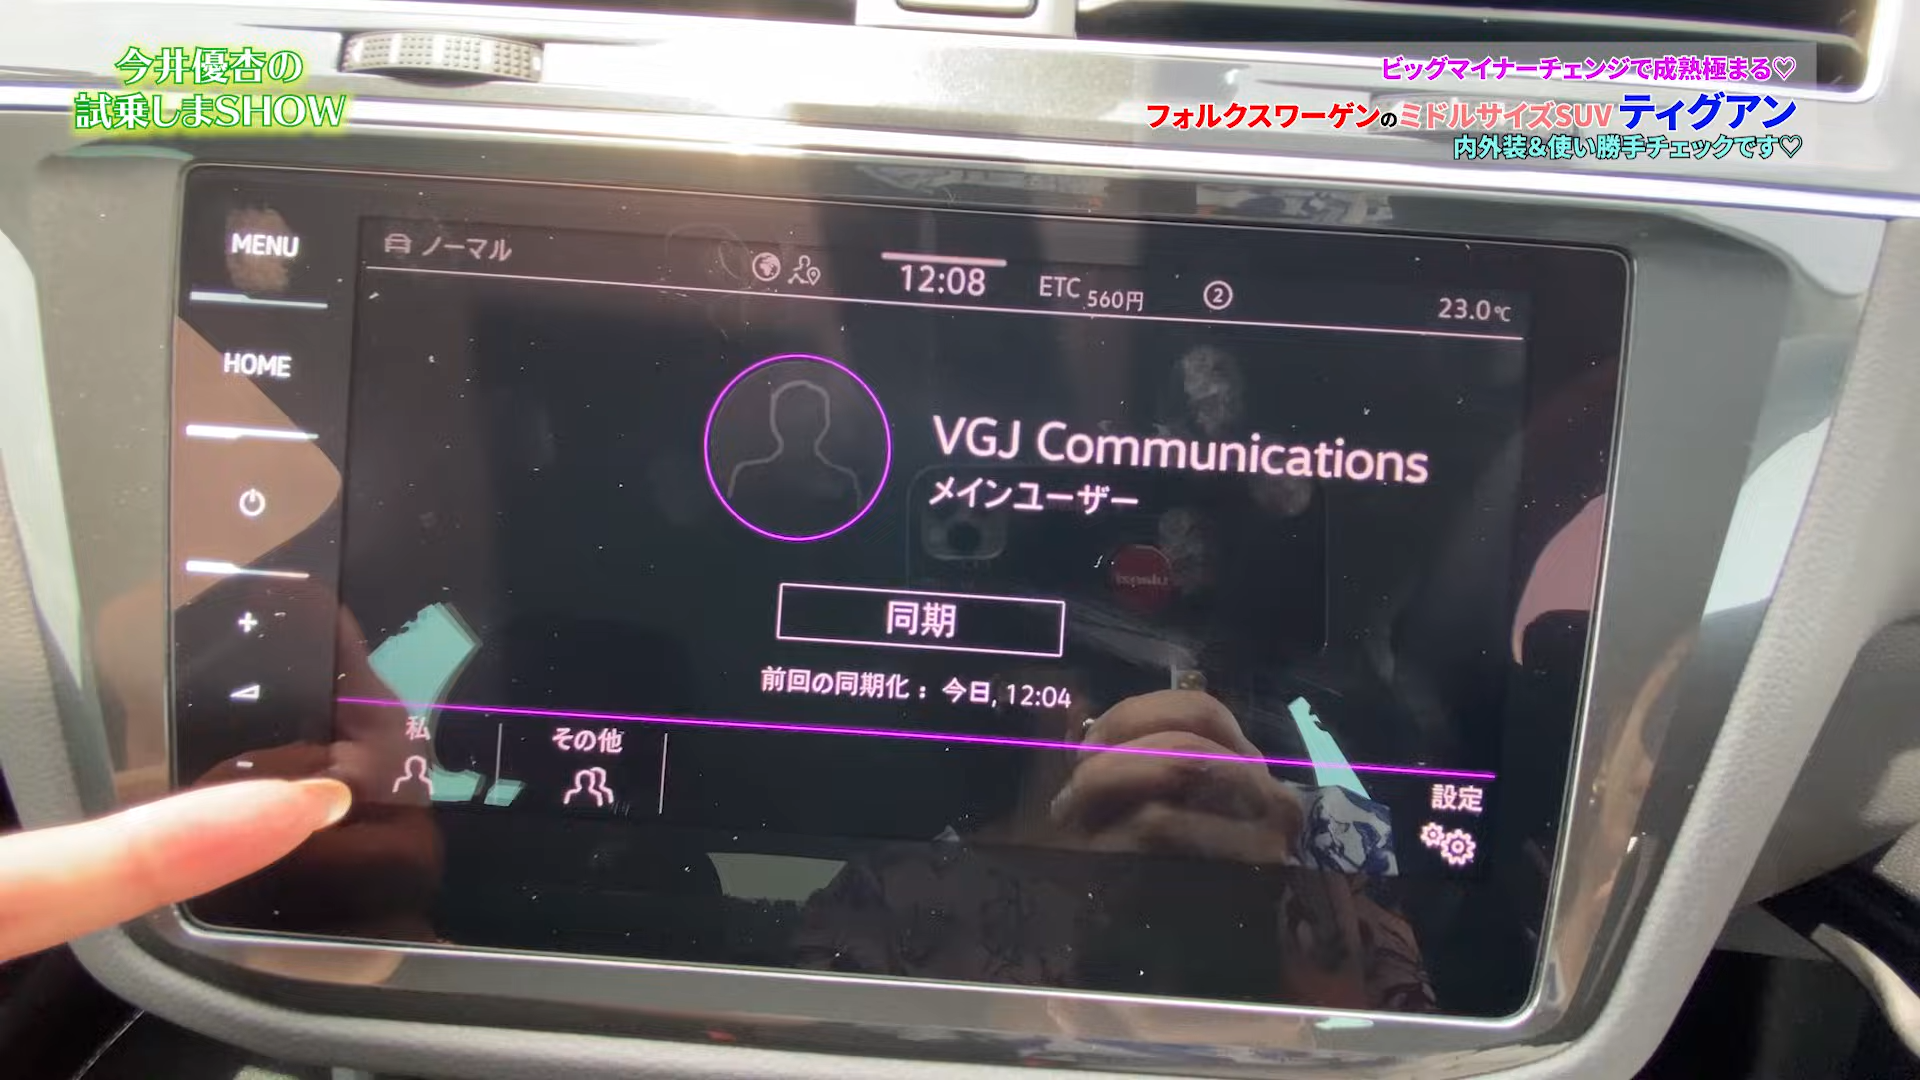 今井優杏の
試乗しまSHOW
ビッグマイナーチェンジで成熟極まる♡
フォルクスワーゲンのミドルサイズSUV ティグアン
内外装&使い勝手チェックです♡
MENU
HOME
ノーマル
12:08
ETC 560円
2
23.0℃
VGJ Communications
メインユーザー
同期
前回の同期化: 今日, 12:04
+
-
私
その他
設定